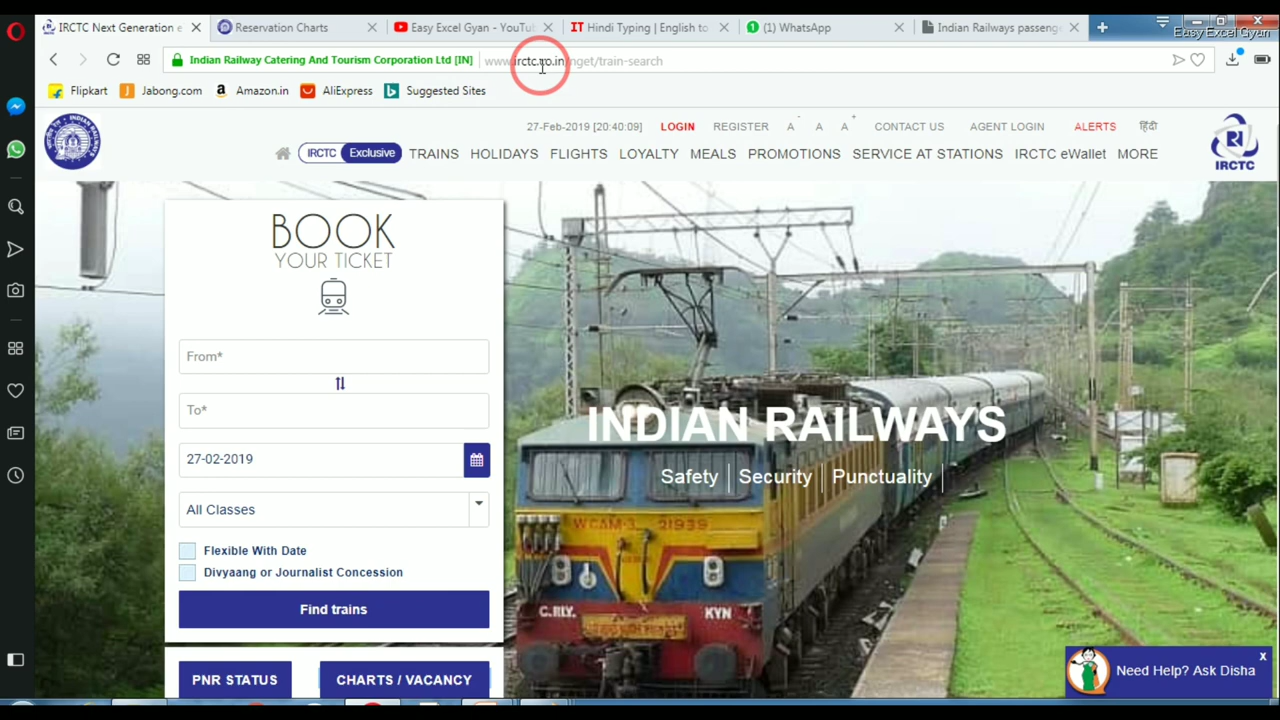 IRCTC Next Generation e
Reservation Charts
Easy Excel Gyan - YouTub
IT Hindi Typing | English to
(1) WhatsApp
Indian Railways passeng
Easy Excel Gyan
Indian Railway Catering And Tourism Corporation Ltd [IN]
www.irctc.co.in/nget/train-search
Flipkart
J Jabong.com
a Amazon.in
AliExpress
b Suggested Sites
27-Feb-2019 [20:40:09]
LOGIN
REGISTER
A- A A+
CONTACT US
AGENT LOGIN
ALERTS
हिंदी
IRCTC Exclusive
TRAINS
HOLIDAYS
FLIGHTS
LOYALTY
MEALS
PROMOTIONS
SERVICE AT STATIONS
IRCTC eWallet
MORE
IRCTC
BOOK
YOUR TICKET
From*
To*
27-02-2019
All Classes
Flexible With Date
Divyaang or Journalist Concession
Find trains
PNR STATUS
CHARTS / VACANCY
INDIAN RAILWAYS
Safety | Security | Punctuality |
WCAM-3 21939
C.RLY. KYN
Need Help? Ask Disha
X